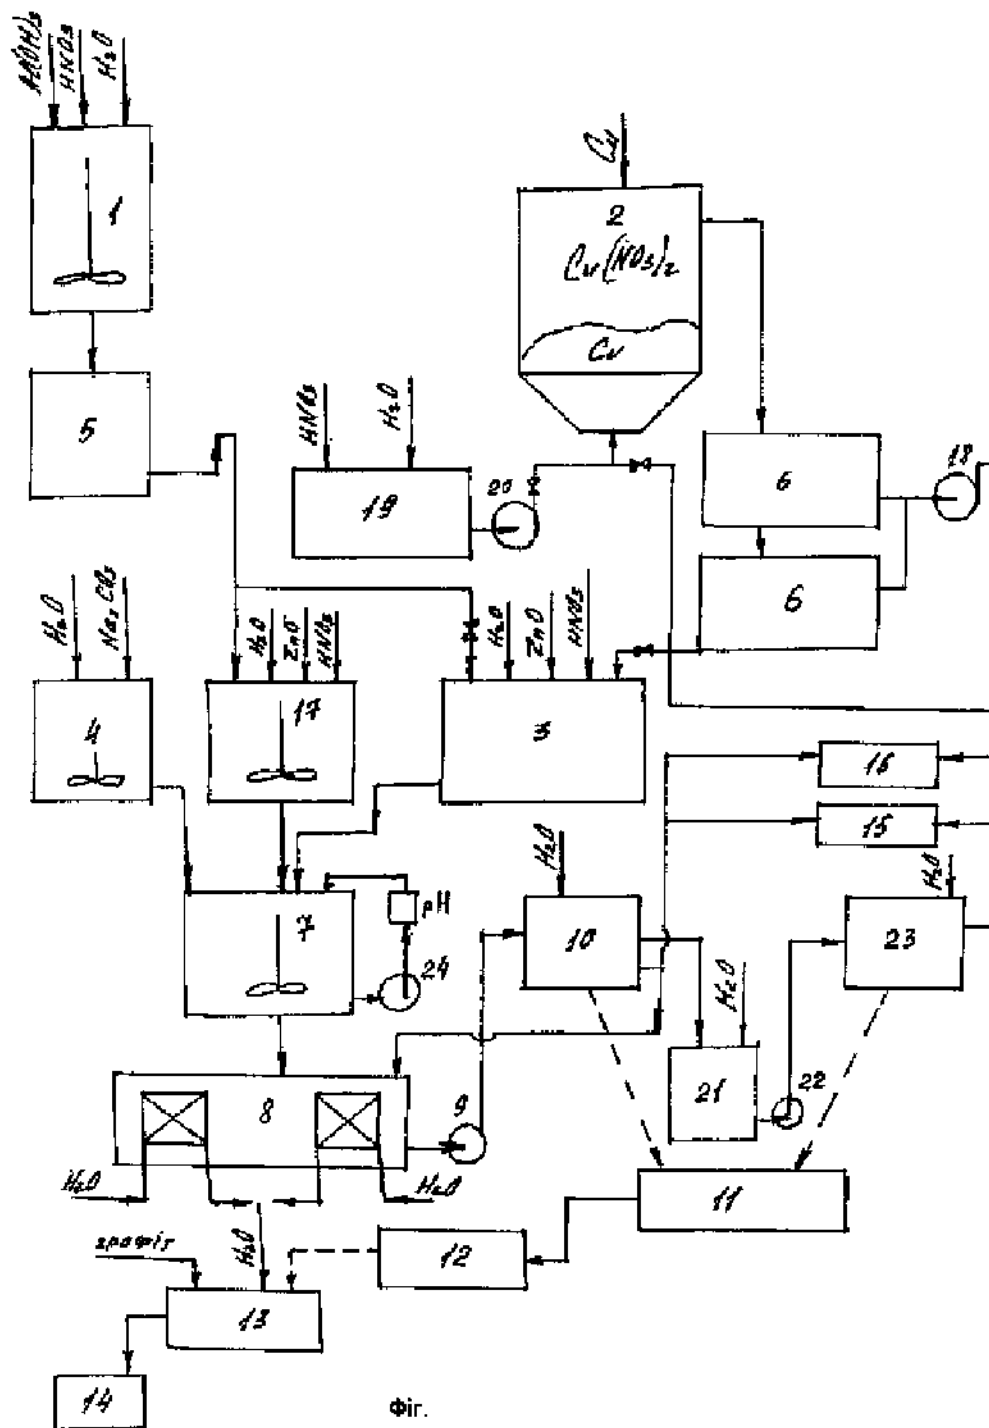 Al(OH)3
HNO3
H2O
1
Cu
2
Cu(NO3)2
Cu
5
HNO3
H2O
19
20
6
18
6
H2O
Na2CO3
4
H2O
ZnO
HNO3
17
H2O
ZnO
HNO3
3
16
15
7
pH
24
H2O
10
H2O
23
H2O
21
22
8
9
H2O
H2O
11
графіт
H2O
12
13
14
Фіг.